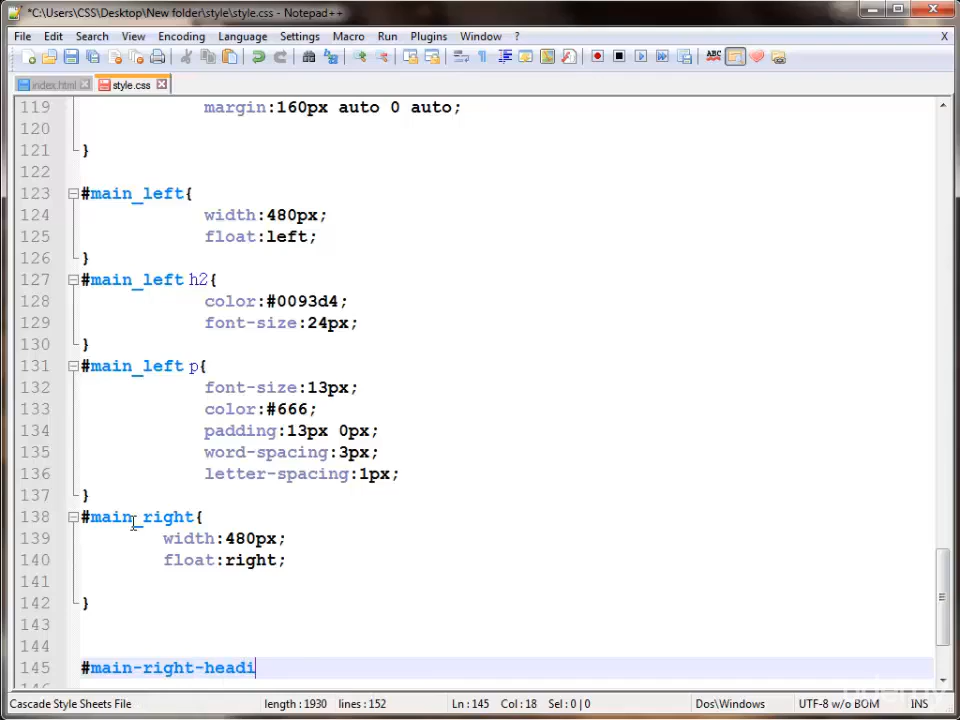 *C:\Users\CSS\Desktop\New folder\style\style.css - Notepad++
File Edit Search View Encoding Language Settings Macro Run Plugins Window ? X
index.html style.css
119 margin:160px auto 0 auto;
120
121 }
122
123 #main_left{
124 width:480px;
125 float:left;
126 }
127 #main_left h2{
128 color:#0093d4;
129 font-size:24px;
130 }
131 #main_left p{
132 font-size:13px;
133 color:#666;
134 padding:13px 0px;
135 word-spacing:3px;
136 letter-spacing:1px;
137 }
138 #main_right{
139 width:480px;
140 float:right;
141
142 }
143
144
145 #main-right-headi
Cascade Style Sheets File length : 1930 lines : 152 Ln : 145 Col : 18 Sel : 0 | 0 Dos\Windows UTF-8 w/o BOM INS